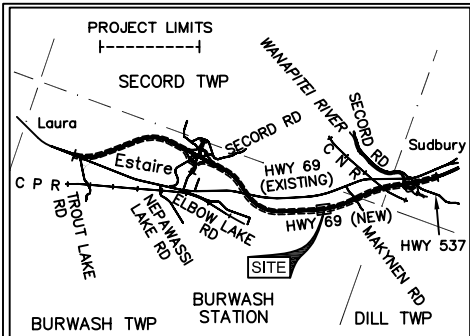 PROJECT LIMITS
SECOND TWP
WANAPITEI RIVER
SECORD RD
Sudbury
Laura
SECORD RD
Estaire
HWY 69
(EXISTING)
C N R
C P R
TROUT LAKE
RD
NEPAWASSI
LAKE RD
ELBOW LAKE
RD
HWY 69 (NEW)
MAKYNEN RD
HWY 537
SITE
BURWASH
STATION
BURWASH TWP
DILL TWP